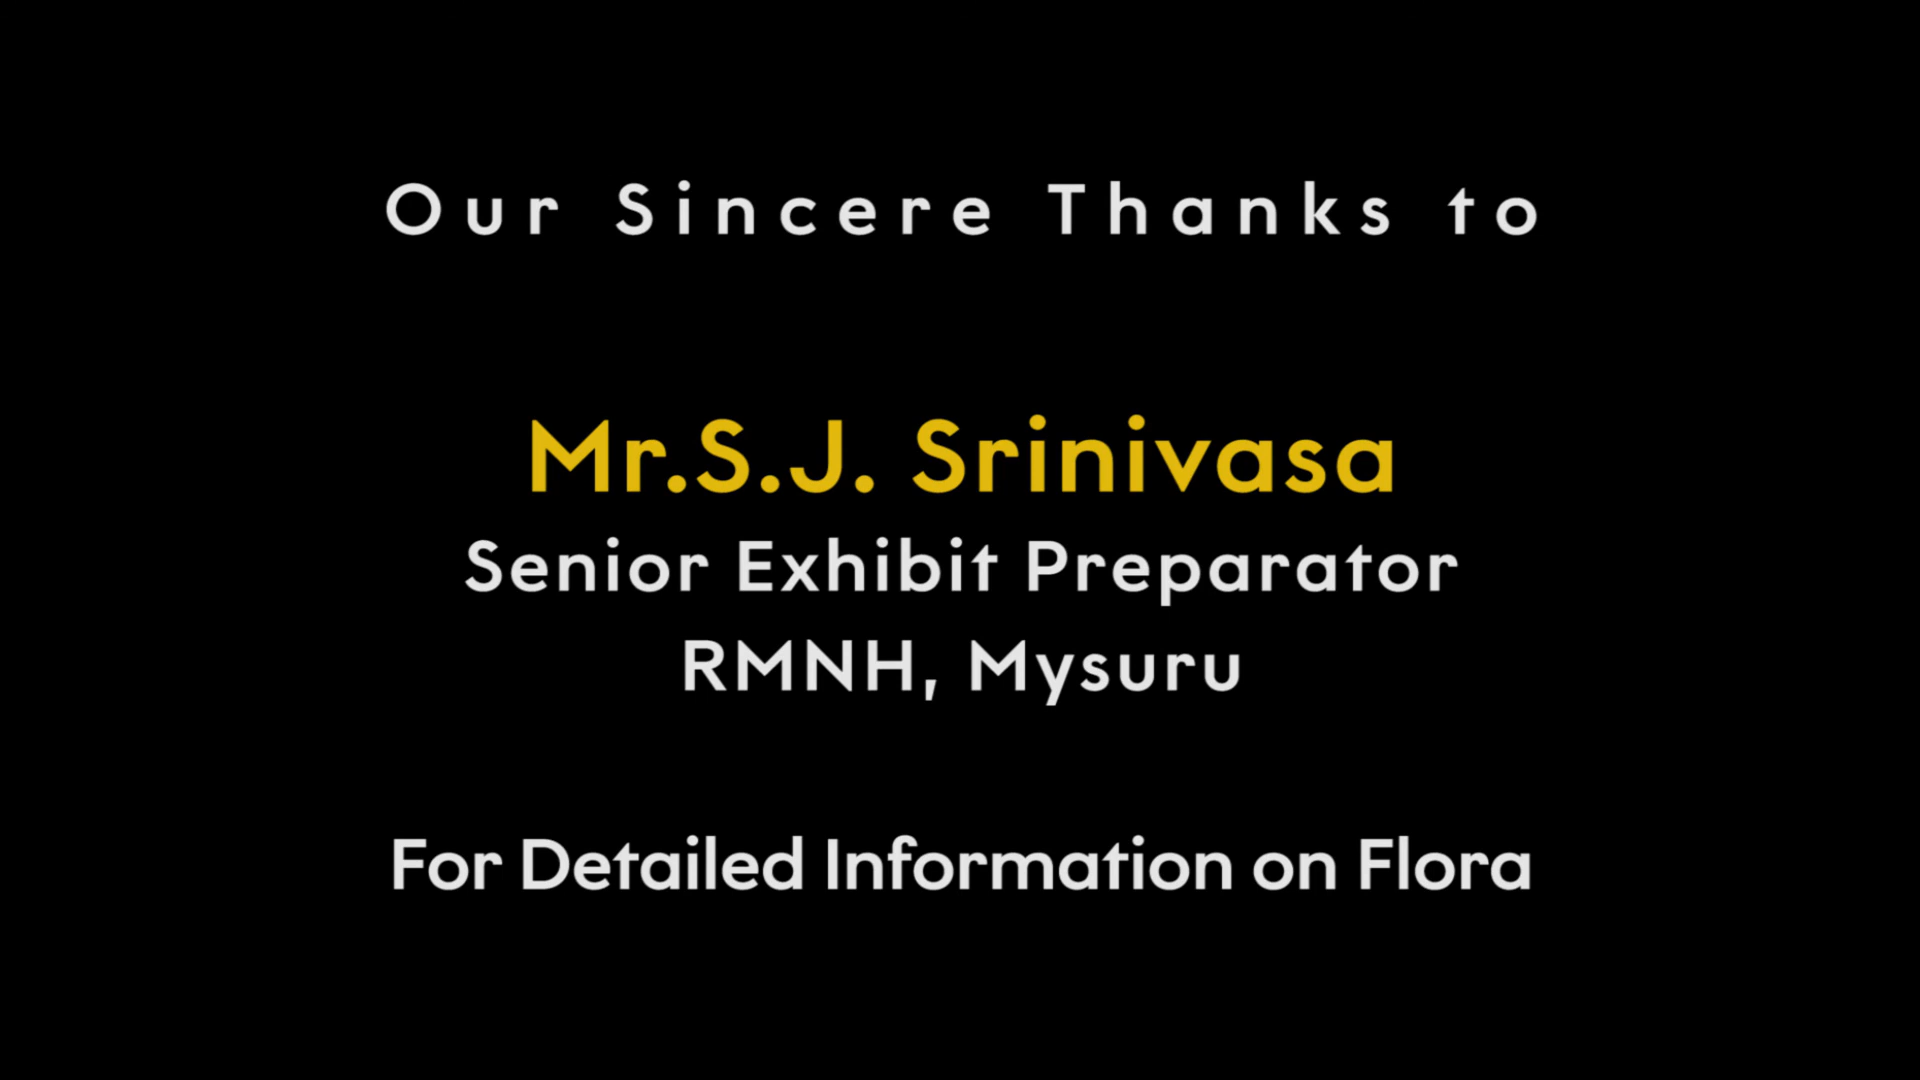 Our Sincere Thanks to
Mr.S.J. Srinivasa
Senior Exhibit Preparator
RMNH, Mysuru
For Detailed Information on Flora